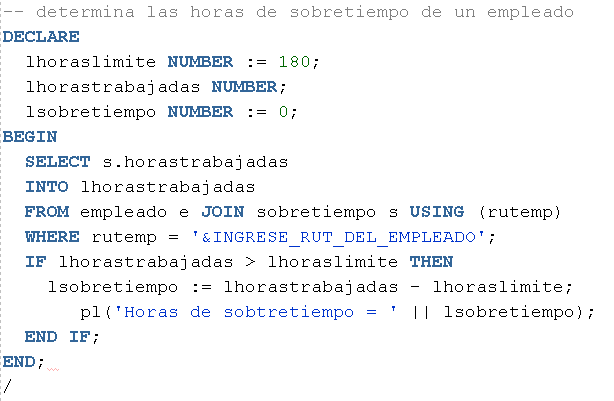 -- determina las horas de sobretiempo de un empleado
DECLARE
  lhoraslimite NUMBER := 180;
  lhorastrabajadas NUMBER;
  lsobretiempo NUMBER := 0;
BEGIN
  SELECT s.horastrabajadas
  INTO lhorastrabajadas
  FROM empleado e JOIN sobretiempo s USING (rutemp)
  WHERE rutemp = '&INGRESE_RUT_DEL_EMPLEADO';
  IF lhorastrabajadas > lhoraslimite THEN
    lsobretiempo := lhorastrabajadas - lhoraslimite;
       pl('Horas de sobtretiempo = ' || lsobretiempo);
  END IF;
END;
/